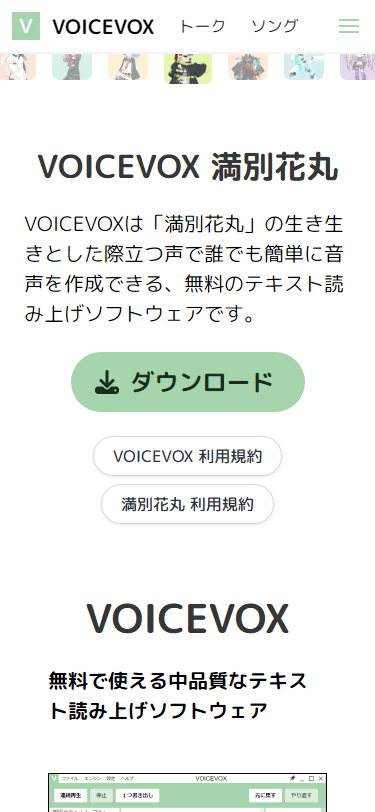 V VOICEVOX トーク ソング
VOICEVOX 満別花丸
VOICEVOXは「満別花丸」の生き生
きとした際立つ声で誰でも簡単に音
声を作成できる、無料のテキスト読
み上げソフトウェアです。
ダウンロード
VOICEVOX 利用規約
満別花丸 利用規約
VOICEVOX
無料で使える中品質なテキス
ト読み上げソフトウェア
V ファイル エンジン 設定 ヘルプ VOICEVOX
連続再生 停止 1つ書き出し 元に戻す やり直す